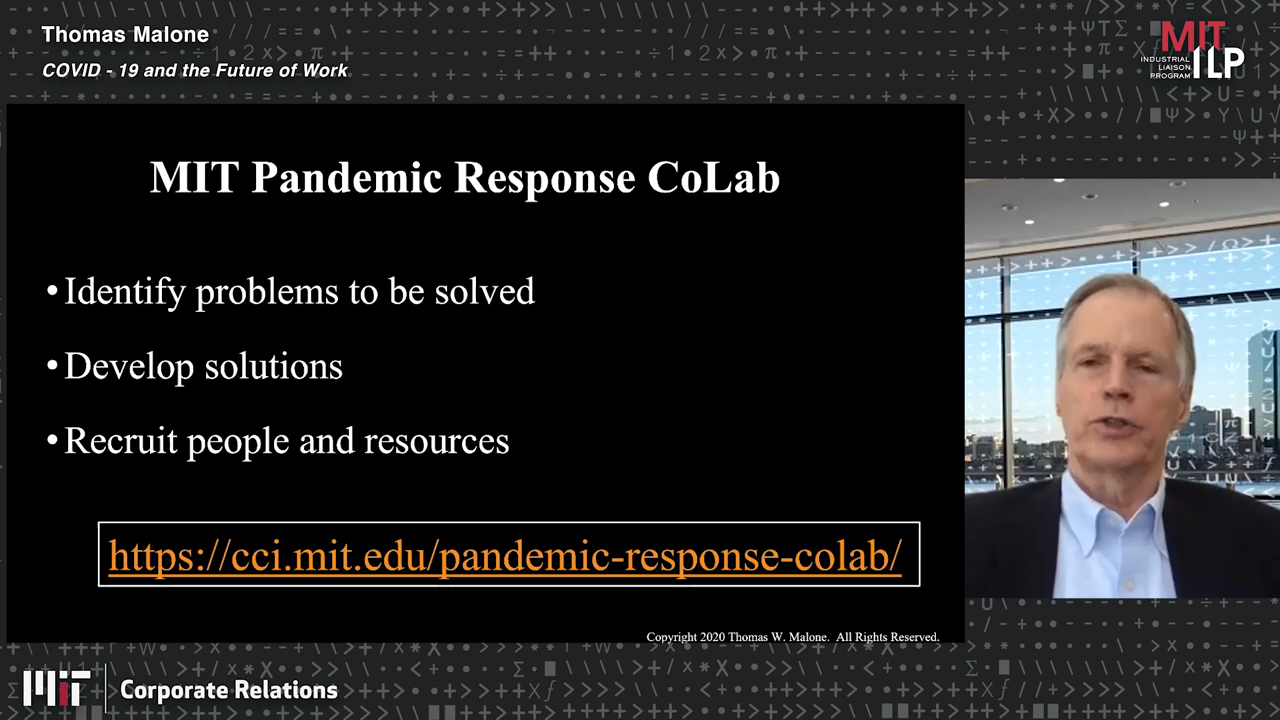 Thomas Malone
COVID - 19 and the Future of Work
MIT
INDUSTRIAL
LIAISON
PROGRAM
ILP
MIT Pandemic Response CoLab
• Identify problems to be solved
• Develop solutions
• Recruit people and resources
https://cci.mit.edu/pandemic-response-colab/
Copyright 2020 Thomas W. Malone. All Rights Reserved.
MIT
Corporate Relations